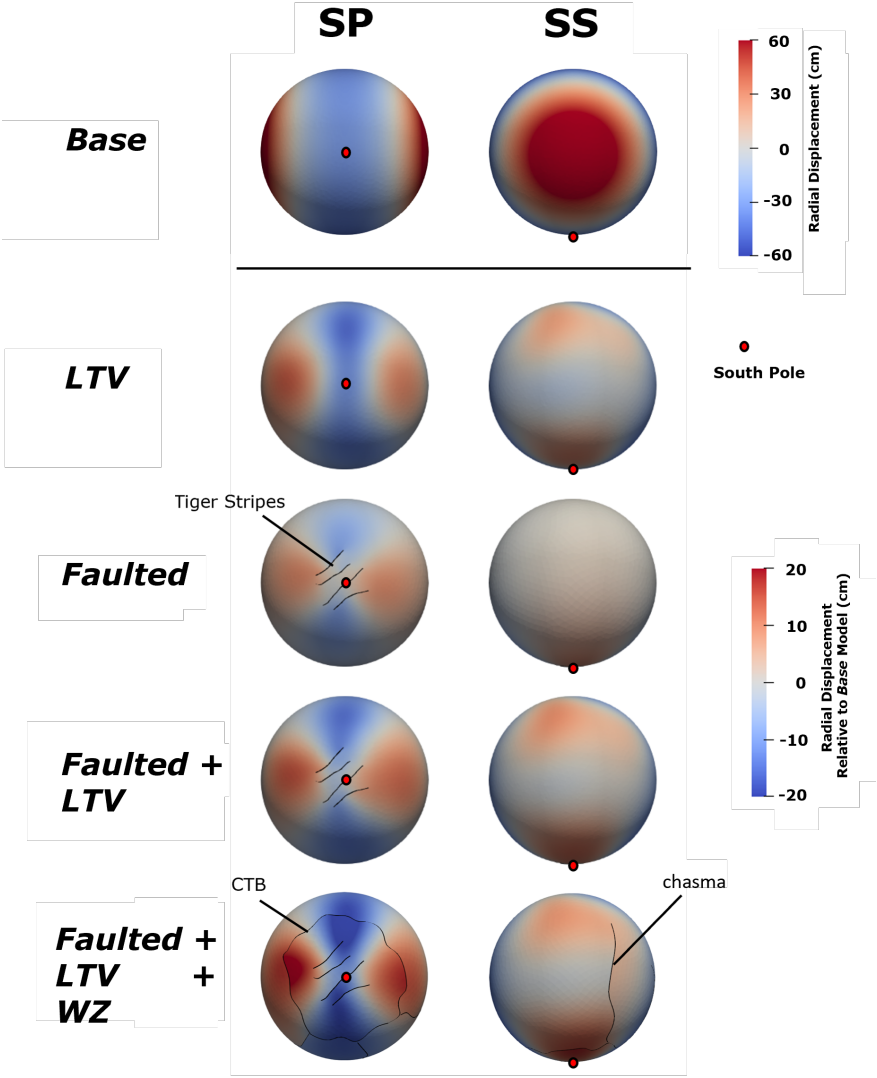 SP
SS
Base
60
30
0
-30
-60
Radial Displacement (cm)
LTV
South Pole
Tiger Stripes
Faulted
20
10
0
-10
-20
Radial Displacement
Relative to Base Model (cm)
Faulted +
LTV
CTB
chasma
Faulted +
LTV +
WZ